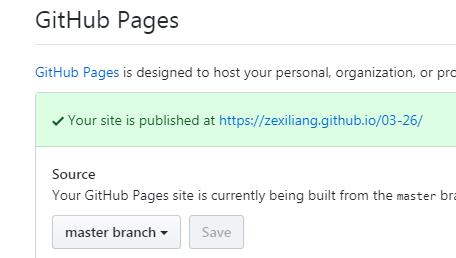 GitHub Pages
GitHub Pages is designed to host your personal, organization, or
Your site is published at https://zexiliang.github.io/03-26/
Source
Your GitHub Pages site is currently being built from the master
master branch
Save